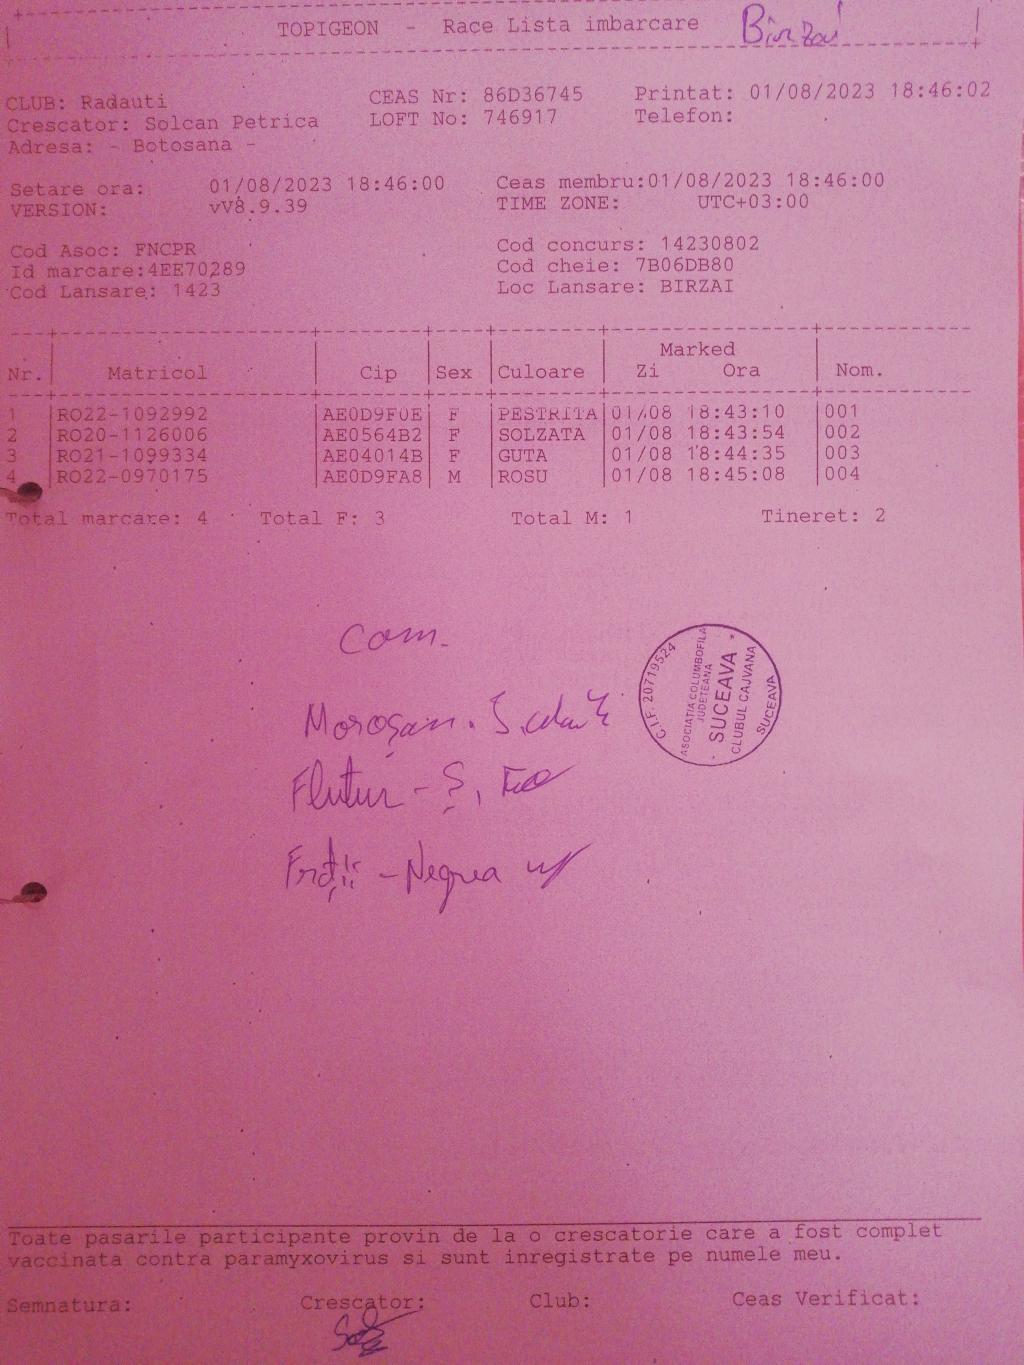 TOPIGEON - Race Lista imbarcare Birzai
CLUB: Radauti CEAS Nr: 86D36745 Printat: 01/08/2023 18:46:02
Crescator: Solcan Petrica LOFT No: 746917 Telefon:
Adresa: - Botosana -
Setare ora: 01/08/2023 18:46:00 Ceas membru:01/08/2023 18:46:00
VERSION: vV8.9.39 TIME ZONE: UTC+03:00
Cod Asoc: FNCPR Cod concurs: 14230802
Id marcare:4EE70289 Cod cheie: 7B06DB80
Cod Lansare: 1423 Loc Lansare: BIRZAI
Marked
Nr. Matricol Cip Sex Culoare Zi Ora Nom.
1 RO22-1092992 AE0D9F0E F PESTRITA 01/08 18:43:10 001
2 RO20-1126006 AE0564B2 F SOLZATA 01/08 18:43:54 002
3 RO21-1099334 AE04014B F GUTA 01/08 18:44:35 003
4 RO22-0970175 AE0D9FA8 M ROSU 01/08 18:45:08 004
Total marcare: 4 Total F: 3 Total M: 1 Tineret: 2
Com.
C.I.F. 20719524
ASOCIATIA COLUMBOFILA
JUDETEANA
SUCEAVA
CLUBUL CAJVANA
SUCEAVA
Moroșan.
Flutur - Ș,
Frății - Negrea
Toate pasarile participante provin de la o crescatorie care a fost complet
vaccinata contra paramyxovirus si sunt inregistrate pe numele meu.
Semnatura: Crescator: Club: Ceas Verificat: